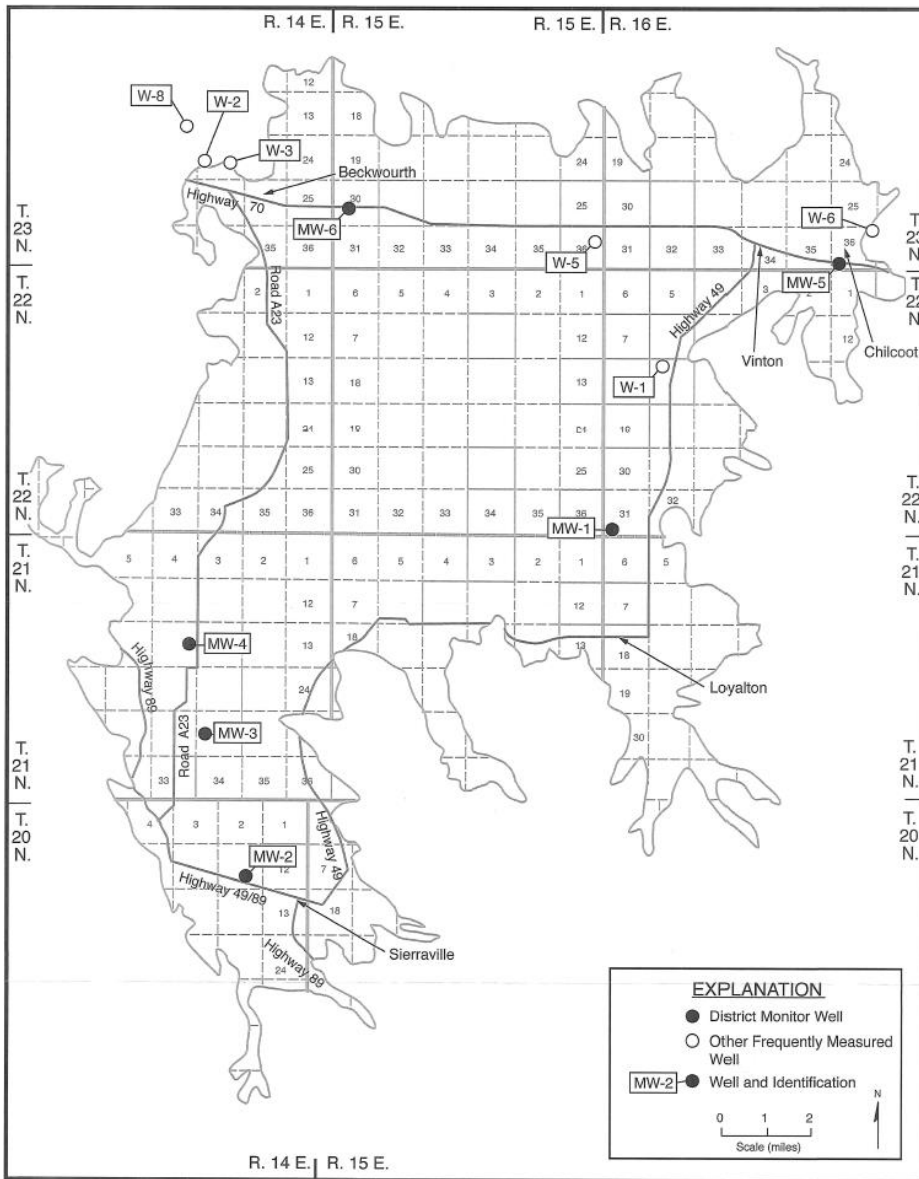 R. 14 E. R. 15 E.
R. 15 E. R. 16 E.
12
W-8
13 18
W-2
W-3
24 19
24 19
24
Beckwourth
Highway 70
25 30
25 30
25
W-6
MW-6
T.
23
N.
T.
23
N.
35 36 31 32 33 34 35 36 31 32 33 34 35 36
W-5
MW-5
T.
22
N.
T.
22
N.
Road A23
2 1 6 5 4 3 2 1 6 5 3 2 1
Highway 49
12 7 12 7 12
Vinton
Chilcoot
W-1
13 18 13
19 19
25 30 25 30
T.
22
N.
T.
22
N.
33 34 35 36 31 32 33 34 35 36 31 32
MW-1
T.
21
N.
T.
21
N.
5 4 3 2 1 6 5 4 3 2 1 6 5
12 7 12 7
MW-4
13 18 13 18
Loyalton
Highway 89
24 19
Road A23
MW-3
30
T.
21
N.
T.
21
N.
33 34 35 36
T.
20
N.
T.
20
N.
4 3 2 1
Highway 49
MW-2
12 7
Highway 49/89
13 18
Sierraville
Highway 89
24
EXPLANATION
District Monitor Well
Other Frequently Measured
Well
MW-2 Well and Identification
N
0 1 2
Scale (miles)
R. 14 E. R. 15 E.